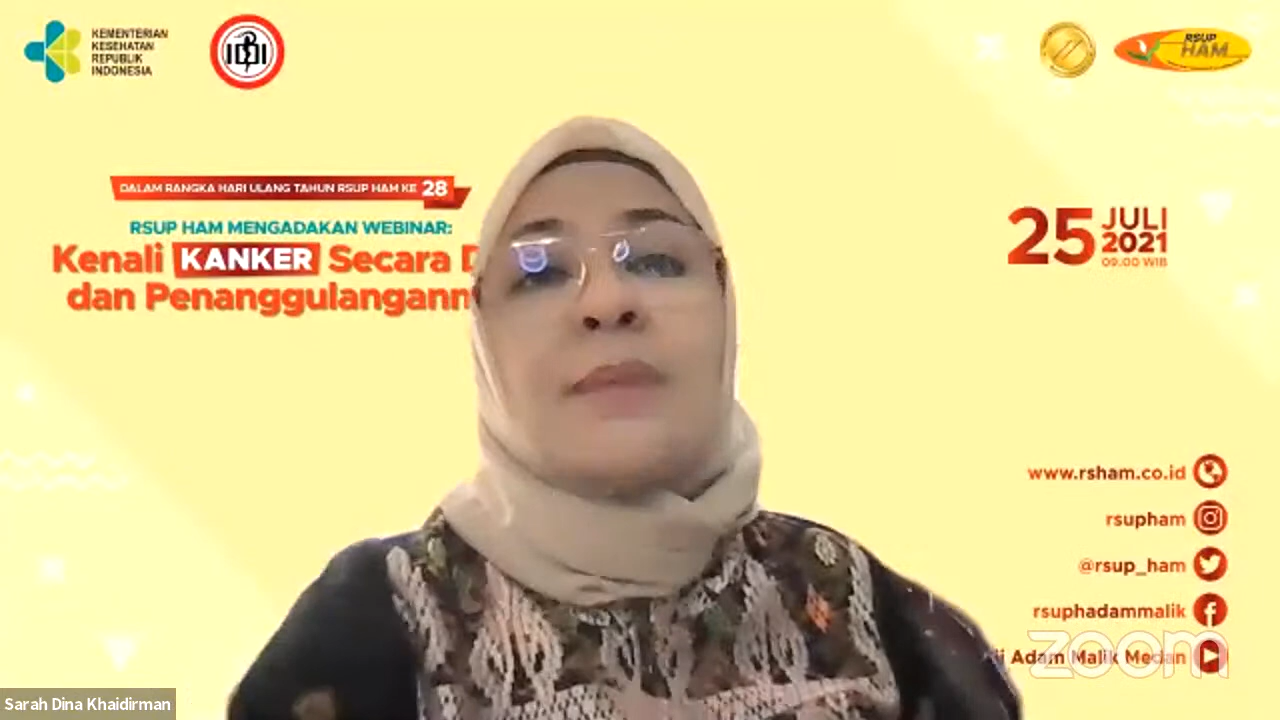 KEMENTERIAN
KESEHATAN
REPUBLIK
INDONESIA
IDI
RSUP
HAM
DALAM RANGKA HARI ULANG TAHUN RSUP HAM KE 28
RSUP HAM MENGADAKAN WEBINAR:
Kenali KANKER Secara
dan
25 JULI
2021
09.00 WIB
www.rsham.co.id
rsupham
@rsup_ham
rsuphadammalik
Adam Malik Medan
zoom
Sarah Dina Khaidirman